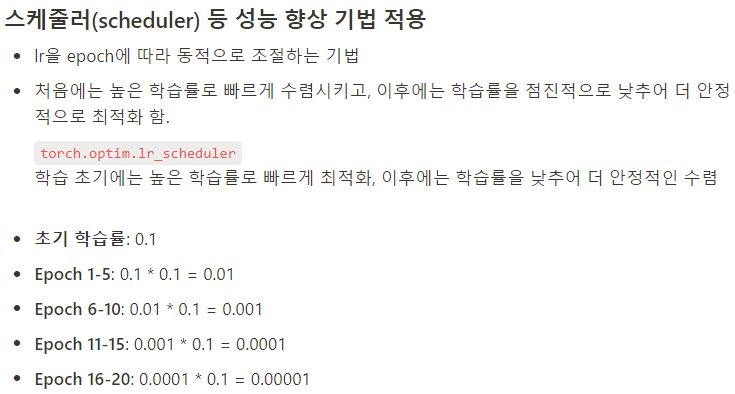 스케줄러(scheduler) 등 성능 향상 기법 적용
lr을 epoch에 따라 동적으로 조절하는 기법
처음에는 높은 학습률로 빠르게 수렴시키고, 이후에는 학습률을 점진적으로 낮추어 더 안정
적으로 최적화 함.
torch.optim.lr_scheduler
학습 초기에는 높은 학습률로 빠르게 최적화, 이후에는 학습률을 낮추어 더 안정적인 수렴
초기 학습률: 0.1
Epoch 1-5: 0.1 * 0.1 = 0.01
Epoch 6-10: 0.01 * 0.1 = 0.001
Epoch 11-15: 0.001 * 0.1 = 0.0001
Epoch 16-20: 0.0001 * 0.1 = 0.00001